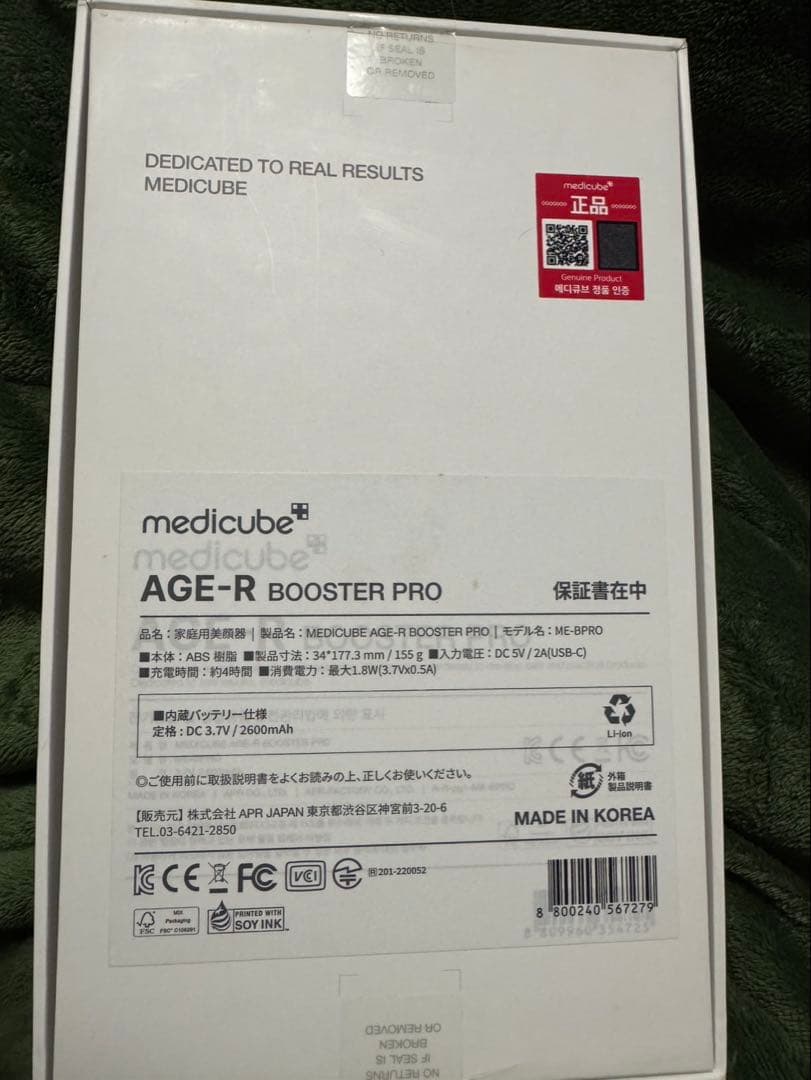 NO RETURNS
IF SEAL IS
BROKEN
OR REMOVED
DEDICATED TO REAL RESULTS
MEDICUBE
medicube
正品
Genuine Product
메디큐브 정품 인증
medicube
medicube
AGE-R BOOSTER PRO
保証書在中
品名：家庭用美顔器 | 製品名：MEDICUBE AGE-R BOOSTER PRO | モデル名：ME-BPRO
■本体：ABS 樹脂 ■製品寸法：34*177.3 mm / 155 g ■入力電圧：DC 5V / 2A(USB-C)
■充電時間：約4時間 ■消費電力：最大1.8W(3.7Vx0.5A)
■内蔵バッテリー仕様
定格：DC 3.7V / 2600mAh
Li-ion
◎ご使用前に取扱説明書をよくお読みの上、正しくお使いください。
紙
外箱
製品説明書
【販売元】株式会社 APR JAPAN 東京都渋谷区神宮前3-20-6
TEL.03-6421-2850
MADE IN KOREA
KC CE FC VCCI
R 201-220052
FSC
MIX
Packaging
FSC® C108291
PRINTED WITH
SOY INK
8 800240 567279
NO RETURNS
IF SEAL IS
BROKEN
OR REMOVED